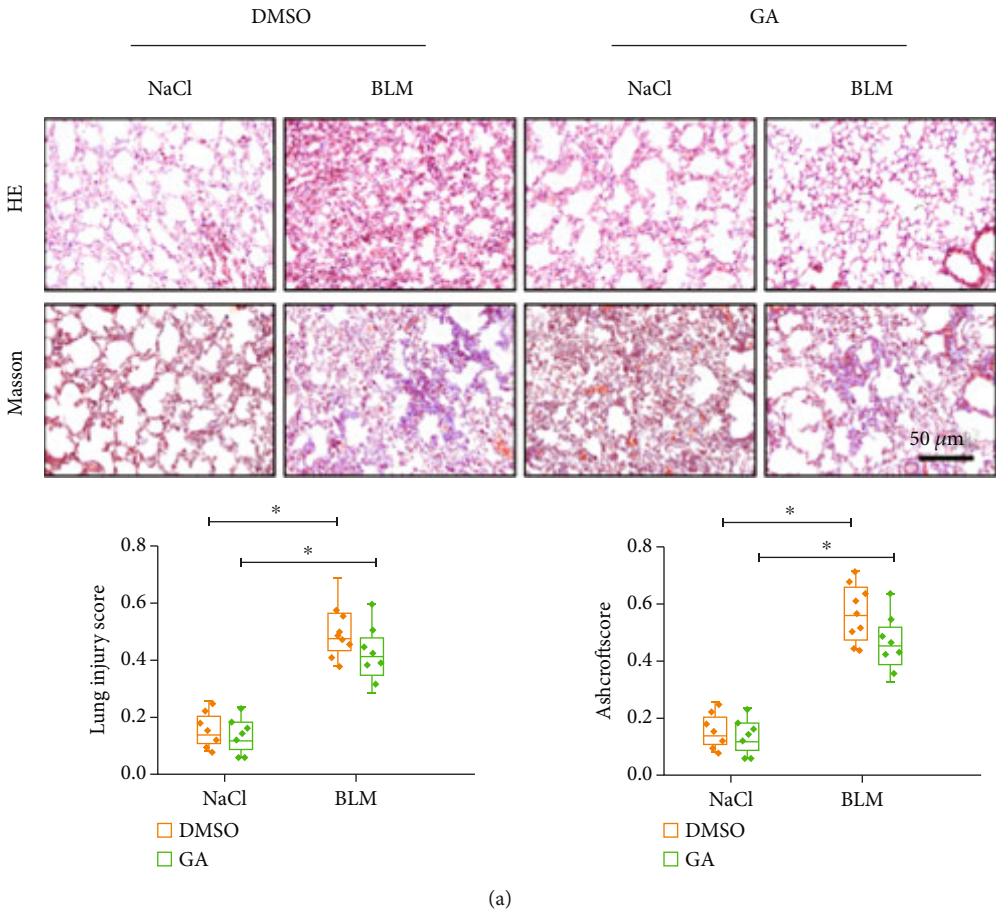 DMSO GA
NaCl BLM NaCl BLM
HE
Masson
50 μm
* *
* *
0.8 0.8
0.6 0.6
0.4 0.4
0.2 0.2
0.0 0.0
Lung injury score Ashcroftscore
NaCl BLM NaCl BLM
DMSO DMSO
GA GA
(a)